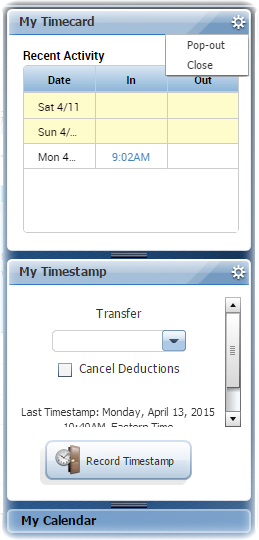 My Timecard
Pop-out
Close
Recent Activity
Date In Out
Sat 4/11
Sun 4/...
Mon 4... 9:02AM
My Timestamp
Transfer
Cancel Deductions
Last Timestamp: Monday, April 13, 2015
10:40AM Eastern Time
Record Timestamp
My Calendar